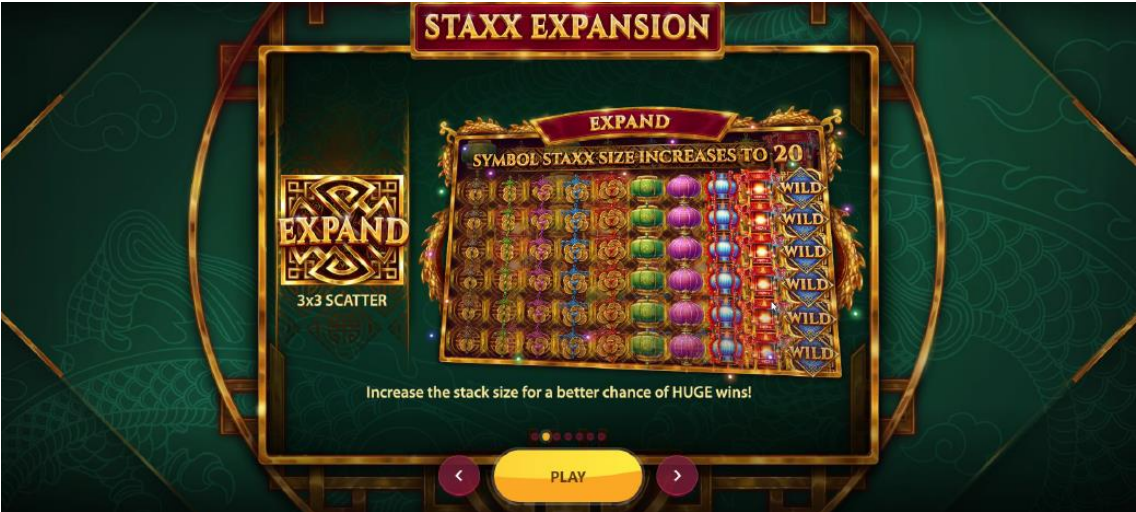 STAXX EXPANSION
EXPAND
SYMBOL STAXX SIZE INCREASES TO 20
EXPAND
3x3 SCATTER
WILD
WILD
WILD
WILD
WILD
WILD
Increase the stack size for a better chance of HUGE wins!
PLAY